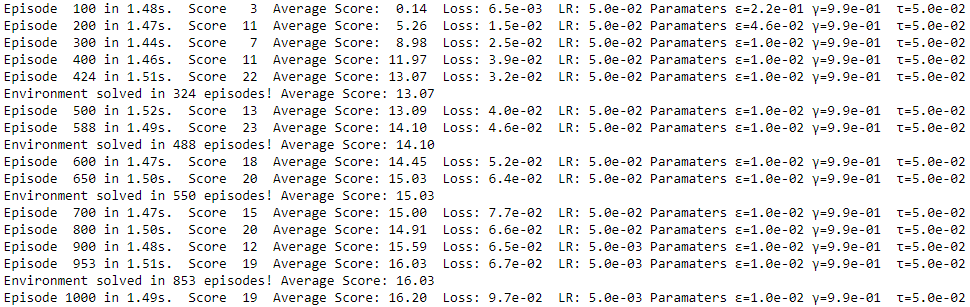 Episode  100 in 1.48s.  Score   3  Average Score:  0.14  Loss: 6.5e-03  LR: 5.0e-02 Paramaters ε=2.2e-01 γ=9.9e-01  τ=5.0e-02
Episode  200 in 1.47s.  Score  11  Average Score:  5.26  Loss: 1.5e-02  LR: 5.0e-02 Paramaters ε=4.6e-02 γ=9.9e-01  τ=5.0e-02
Episode  300 in 1.44s.  Score   7  Average Score:  8.98  Loss: 2.5e-02  LR: 5.0e-02 Paramaters ε=1.0e-02 γ=9.9e-01  τ=5.0e-02
Episode  400 in 1.46s.  Score  11  Average Score: 11.97  Loss: 3.9e-02  LR: 5.0e-02 Paramaters ε=1.0e-02 γ=9.9e-01  τ=5.0e-02
Episode  424 in 1.51s.  Score  22  Average Score: 13.07  Loss: 3.2e-02  LR: 5.0e-02 Paramaters ε=1.0e-02 γ=9.9e-01  τ=5.0e-02
Environment solved in 324 episodes! Average Score: 13.07
Episode  500 in 1.52s.  Score  13  Average Score: 13.09  Loss: 4.0e-02  LR: 5.0e-02 Paramaters ε=1.0e-02 γ=9.9e-01  τ=5.0e-02
Episode  588 in 1.49s.  Score  23  Average Score: 14.10  Loss: 4.6e-02  LR: 5.0e-02 Paramaters ε=1.0e-02 γ=9.9e-01  τ=5.0e-02
Environment solved in 488 episodes! Average Score: 14.10
Episode  600 in 1.47s.  Score  18  Average Score: 14.45  Loss: 5.2e-02  LR: 5.0e-02 Paramaters ε=1.0e-02 γ=9.9e-01  τ=5.0e-02
Episode  650 in 1.50s.  Score  20  Average Score: 15.03  Loss: 6.4e-02  LR: 5.0e-02 Paramaters ε=1.0e-02 γ=9.9e-01  τ=5.0e-02
Environment solved in 550 episodes! Average Score: 15.03
Episode  700 in 1.47s.  Score  15  Average Score: 15.00  Loss: 7.7e-02  LR: 5.0e-02 Paramaters ε=1.0e-02 γ=9.9e-01  τ=5.0e-02
Episode  800 in 1.50s.  Score  20  Average Score: 14.91  Loss: 6.6e-02  LR: 5.0e-02 Paramaters ε=1.0e-02 γ=9.9e-01  τ=5.0e-02
Episode  900 in 1.48s.  Score  12  Average Score: 15.59  Loss: 6.5e-02  LR: 5.0e-03 Paramaters ε=1.0e-02 γ=9.9e-01  τ=5.0e-02
Episode  953 in 1.51s.  Score  19  Average Score: 16.03  Loss: 6.7e-02  LR: 5.0e-03 Paramaters ε=1.0e-02 γ=9.9e-01  τ=5.0e-02
Environment solved in 853 episodes! Average Score: 16.03
Episode 1000 in 1.49s.  Score  19  Average Score: 16.20  Loss: 9.7e-02  LR: 5.0e-03 Paramaters ε=1.0e-02 γ=9.9e-01  τ=5.0e-02